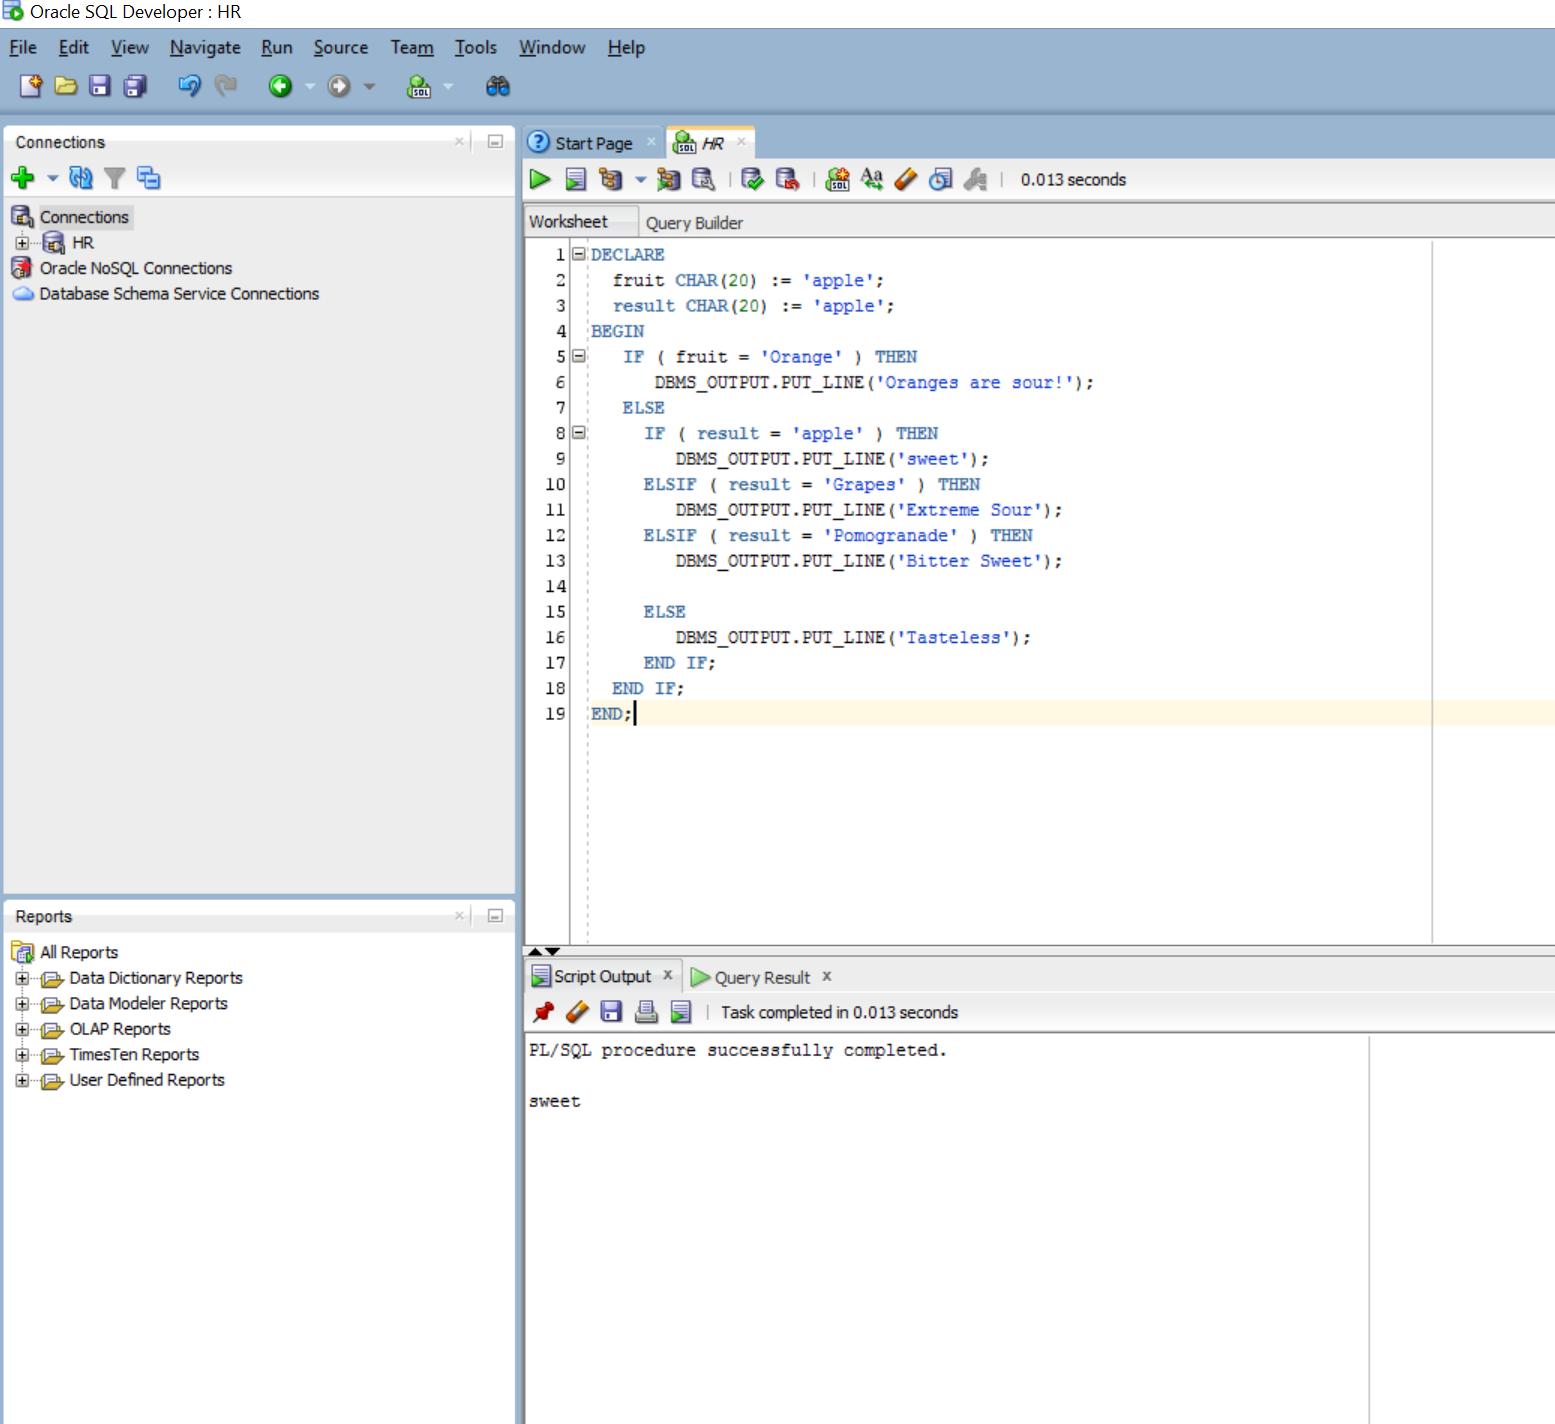 Oracle SQL Developer : HR
File Edit View Navigate Run Source Team Tools Window Help
Connections
Connections
HR
Oracle NoSQL Connections
Database Schema Service Connections
Reports
All Reports
Data Dictionary Reports
Data Modeler Reports
OLAP Reports
TimesTen Reports
User Defined Reports
Start Page HR
0.013 seconds
Worksheet Query Builder
1 DECLARE
2 fruit CHAR(20) := 'apple';
3 result CHAR(20) := 'apple';
4 BEGIN
5 IF ( fruit = 'Orange' ) THEN
6 DBMS_OUTPUT.PUT_LINE('Oranges are sour!');
7 ELSE
8 IF ( result = 'apple' ) THEN
9 DBMS_OUTPUT.PUT_LINE('sweet');
10 ELSIF ( result = 'Grapes' ) THEN
11 DBMS_OUTPUT.PUT_LINE('Extreme Sour');
12 ELSIF ( result = 'Pomogranade' ) THEN
13 DBMS_OUTPUT.PUT_LINE('Bitter Sweet');
14
15 ELSE
16 DBMS_OUTPUT.PUT_LINE('Tasteless');
17 END IF;
18 END IF;
19 END;
Script Output Query Result
Task completed in 0.013 seconds
PL/SQL procedure successfully completed.
sweet